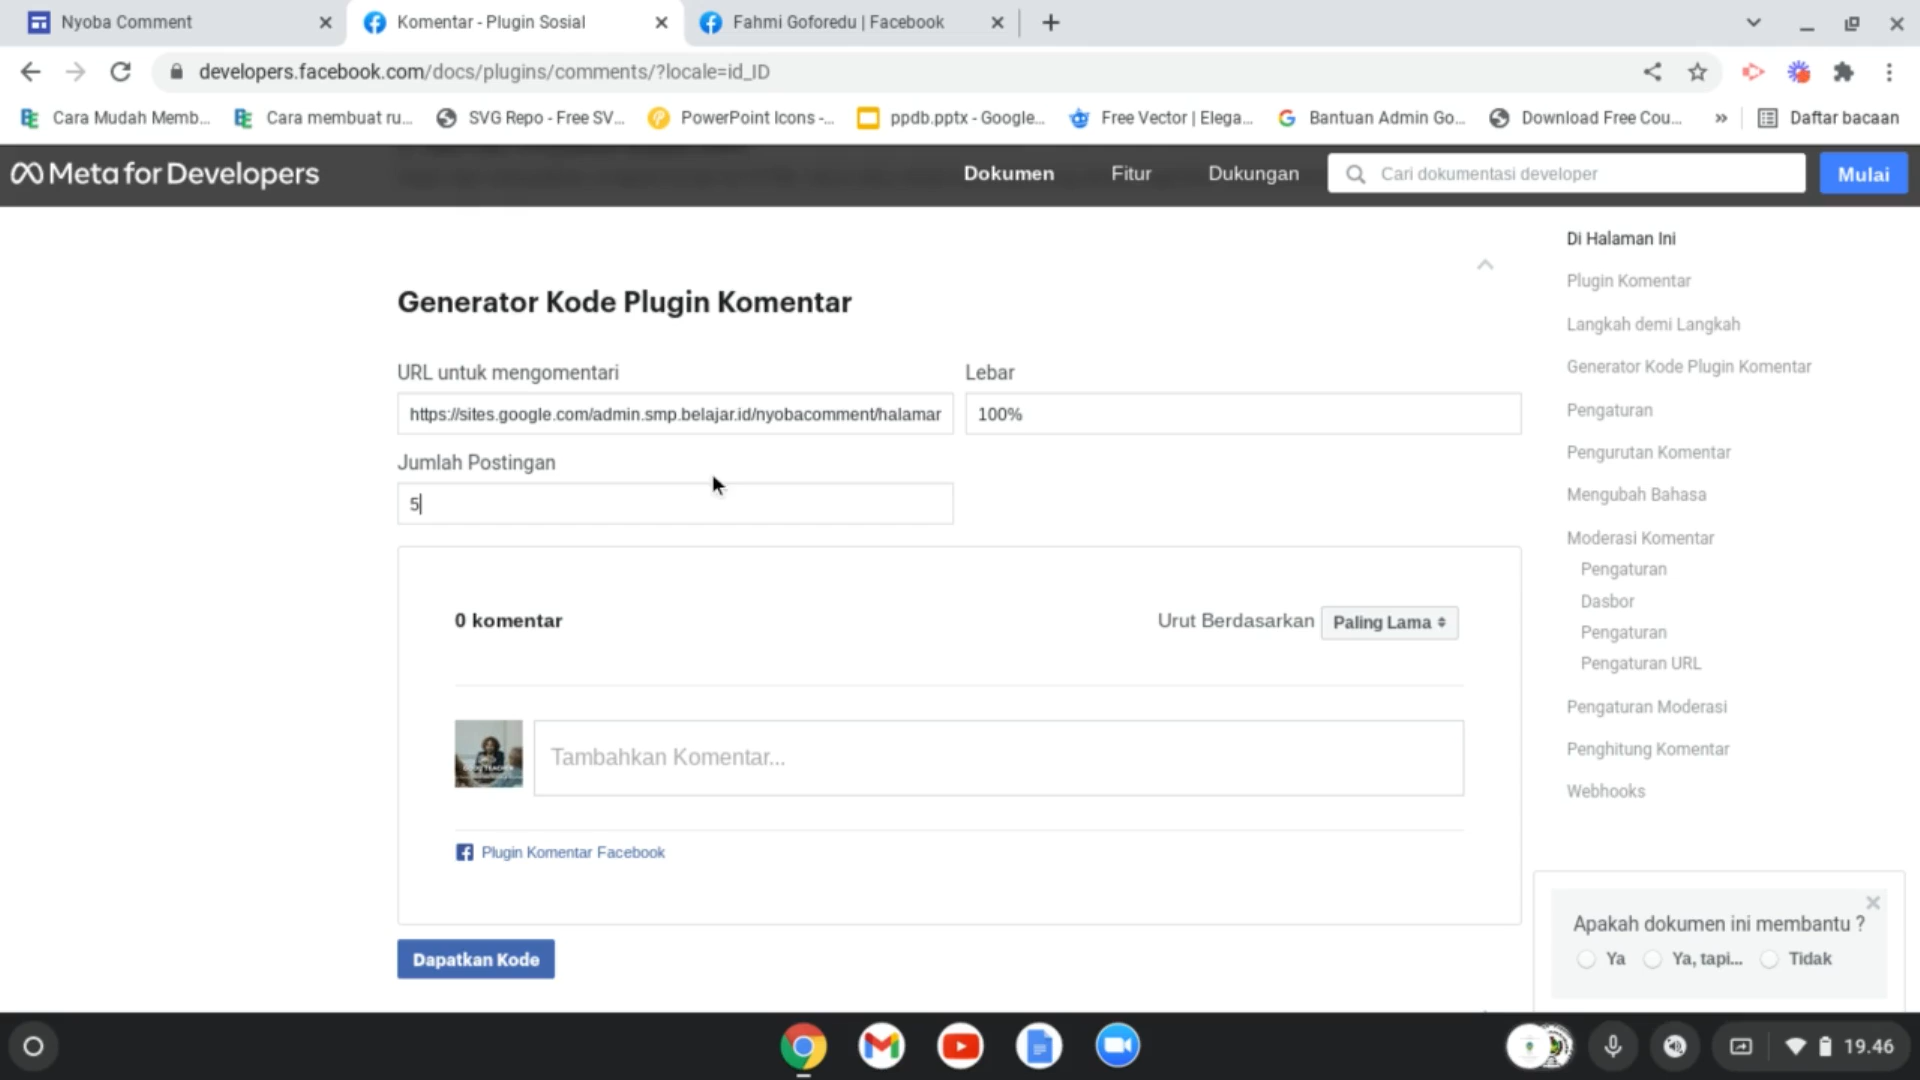 Nyoba Comment
Komentar - Plugin Sosial
Fahmi Goforedu | Facebook
developers.facebook.com/docs/plugins/comments/?locale=id_ID
Cara Mudah Memb...
Cara membuat ru...
SVG Repo - Free SV...
PowerPoint Icons -...
ppdb.pptx - Google...
Free Vector | Elega...
Bantuan Admin Go...
Download Free Cou...
»
Daftar bacaan
Meta for Developers
Dokumen
Fitur
Dukungan
Cari dokumentasi developer
Mulai
Generator Kode Plugin Komentar
URL untuk mengomentari
Lebar
https://sites.google.com/admin.smp.belajar.id/nyobacomment/halamar
100%
Jumlah Postingan
5
0 komentar
Urut Berdasarkan
Paling Lama
Tambahkan Komentar...
Plugin Komentar Facebook
Dapatkan Kode
Di Halaman Ini
Plugin Komentar
Langkah demi Langkah
Generator Kode Plugin Komentar
Pengaturan
Pengurutan Komentar
Mengubah Bahasa
Moderasi Komentar
Pengaturan
Dasbor
Pengaturan
Pengaturan URL
Pengaturan Moderasi
Penghitung Komentar
Webhooks
Apakah dokumen ini membantu ?
Ya
Ya, tapi...
Tidak
19.46